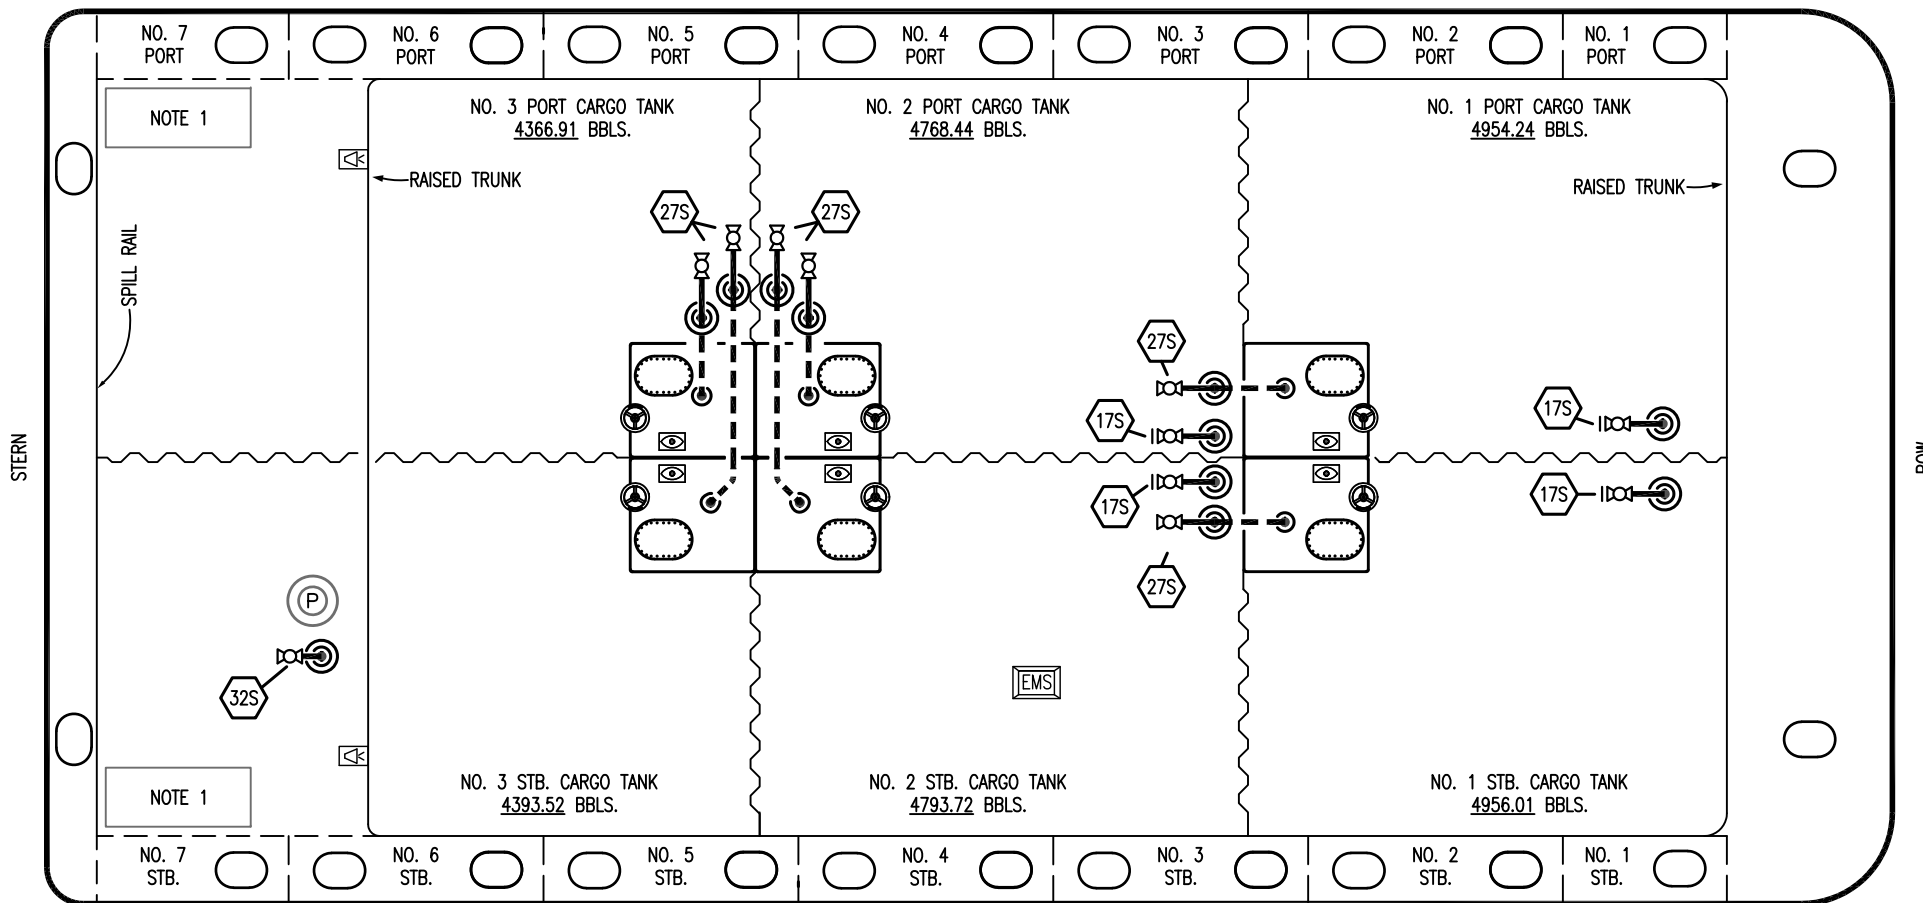 NO. 7
PORT
NO. 6
PORT
NO. 5
PORT
NO. 4
PORT
NO. 3
PORT
NO. 2
PORT
NO. 1
PORT
NOTE 1
NO. 3 PORT CARGO TANK
4366.91 BBLS.
NO. 2 PORT CARGO TANK
4768.44 BBLS.
NO. 1 PORT CARGO TANK
4954.24 BBLS.
RAISED TRUNK
RAISED TRUNK
SPILL RAIL
27S
27S
27S
17S
17S
STERN
BOW
17S
17S
27S
P
32S
EMS
NOTE 1
NO. 3 STB. CARGO TANK
4393.52 BBLS.
NO. 2 STB. CARGO TANK
4793.72 BBLS.
NO. 1 STB. CARGO TANK
4956.01 BBLS.
NO. 7
STB.
NO. 6
STB.
NO. 5
STB.
NO. 4
STB.
NO. 3
STB.
NO. 2
STB.
NO. 1
STB.